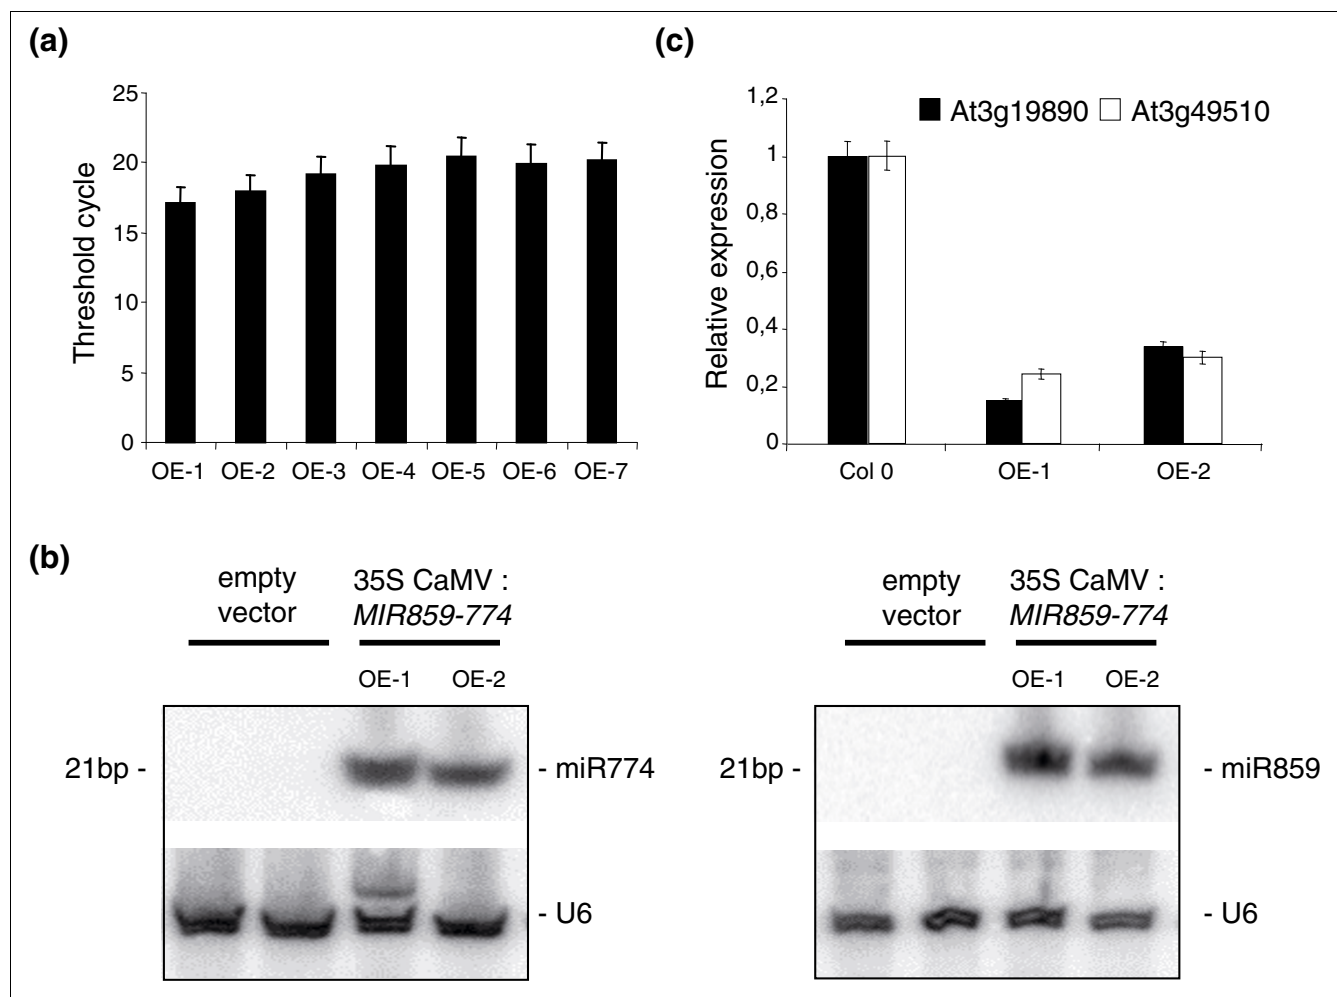 (a)
25
20
15
10
5
0
Threshold cycle
OE-1 OE-2 OE-3 OE-4 OE-5 OE-6 OE-7
(c)
1,2
1
0,8
0,6
0,4
0,2
0
Relative expression
At3g19890 At3g49510
Col 0 OE-1 OE-2
(b)
empty
vector
35S CaMV :
MIR859-774
OE-1 OE-2
21bp -
- miR774
- U6
empty
vector
35S CaMV :
MIR859-774
OE-1 OE-2
21bp -
- miR859
- U6